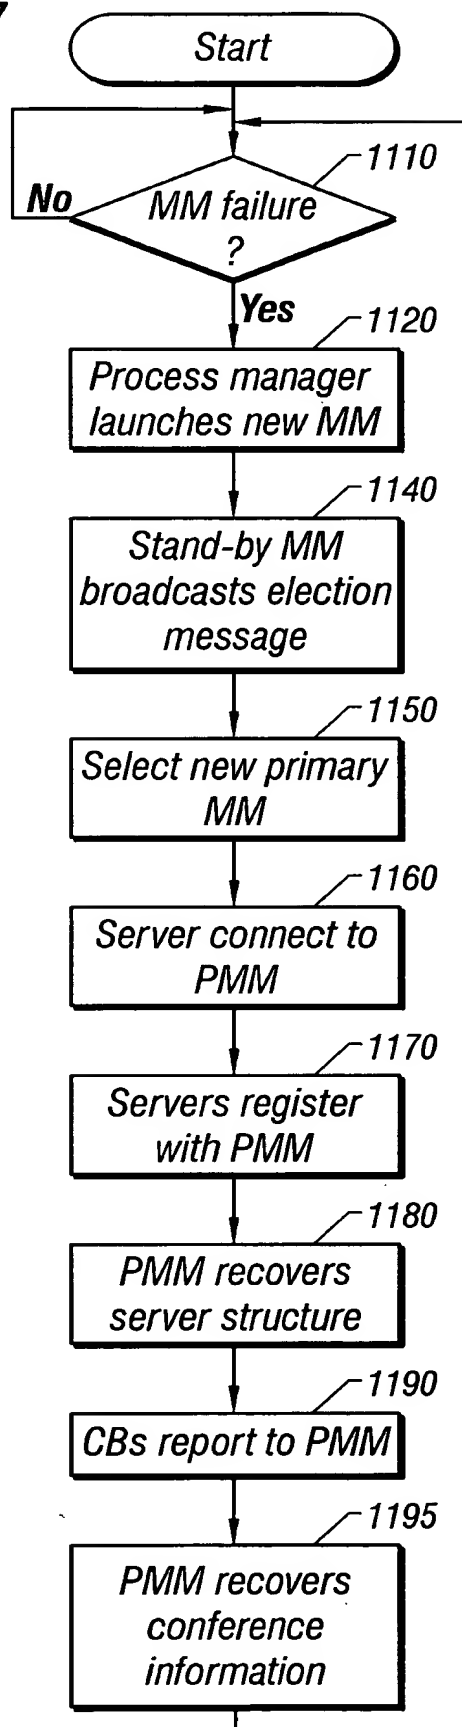 Start
1110
No
MM failure
?
Yes
1120
Process manager
launches new MM
1140
Stand-by MM
broadcasts election
message
1150
Select new primary
MM
1160
Server connect to
PMM
1170
Servers register
with PMM
1180
PMM recovers
server structure
1190
CBs report to PMM
1195
PMM recovers
conference
information